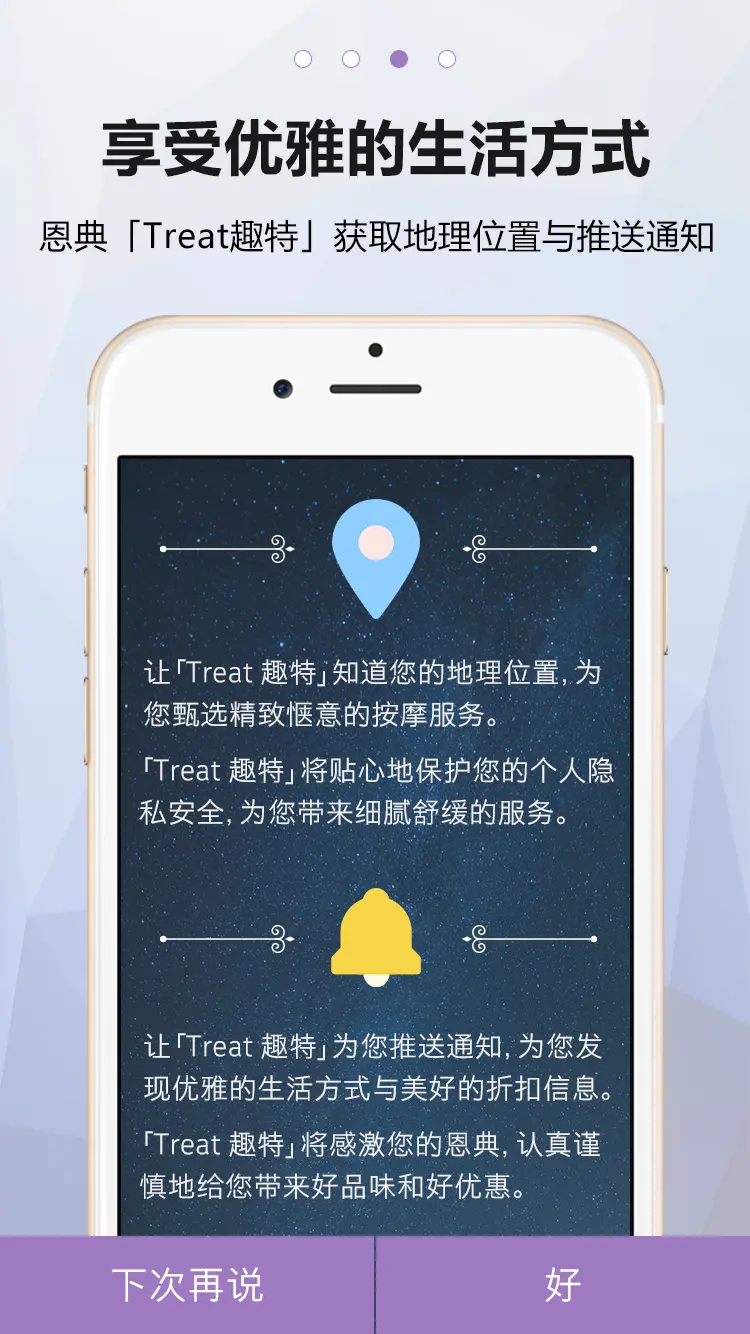 享受优雅的生活方式
恩典「Treat趣特」获取地理位置与推送通知
让「Treat 趣特」知道您的地理位置,为
您甄选精致惬意的按摩服务。
「Treat 趣特」将贴心地保护您的个人隐
私安全,为您带来细腻舒缓的服务。
让「Treat 趣特」为您推送通知,为您发
现优雅的生活方式与美好的折扣信息。
「Treat 趣特」将感激您的恩典,认真谨
慎地给您带来好品味和好优惠。
下次再说
好